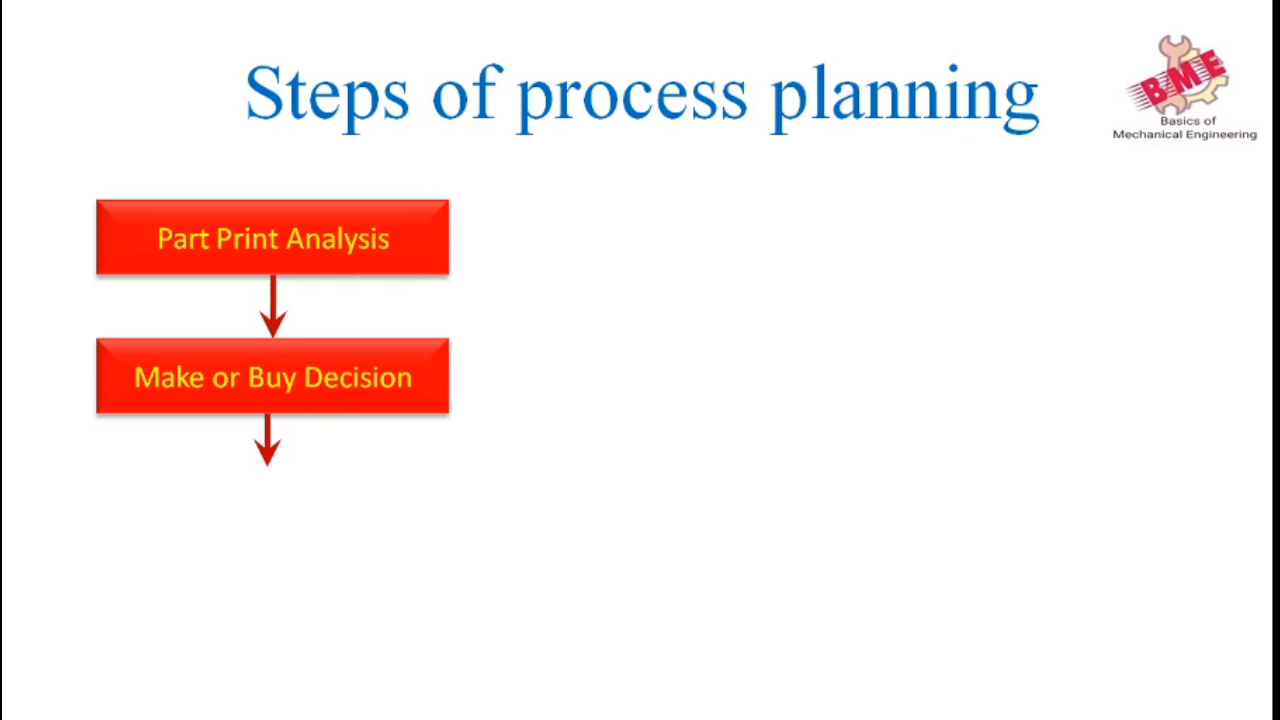 Steps of process planning
BME
Basics of
Mechanical Engineering
Part Print Analysis
Make or Buy Decision